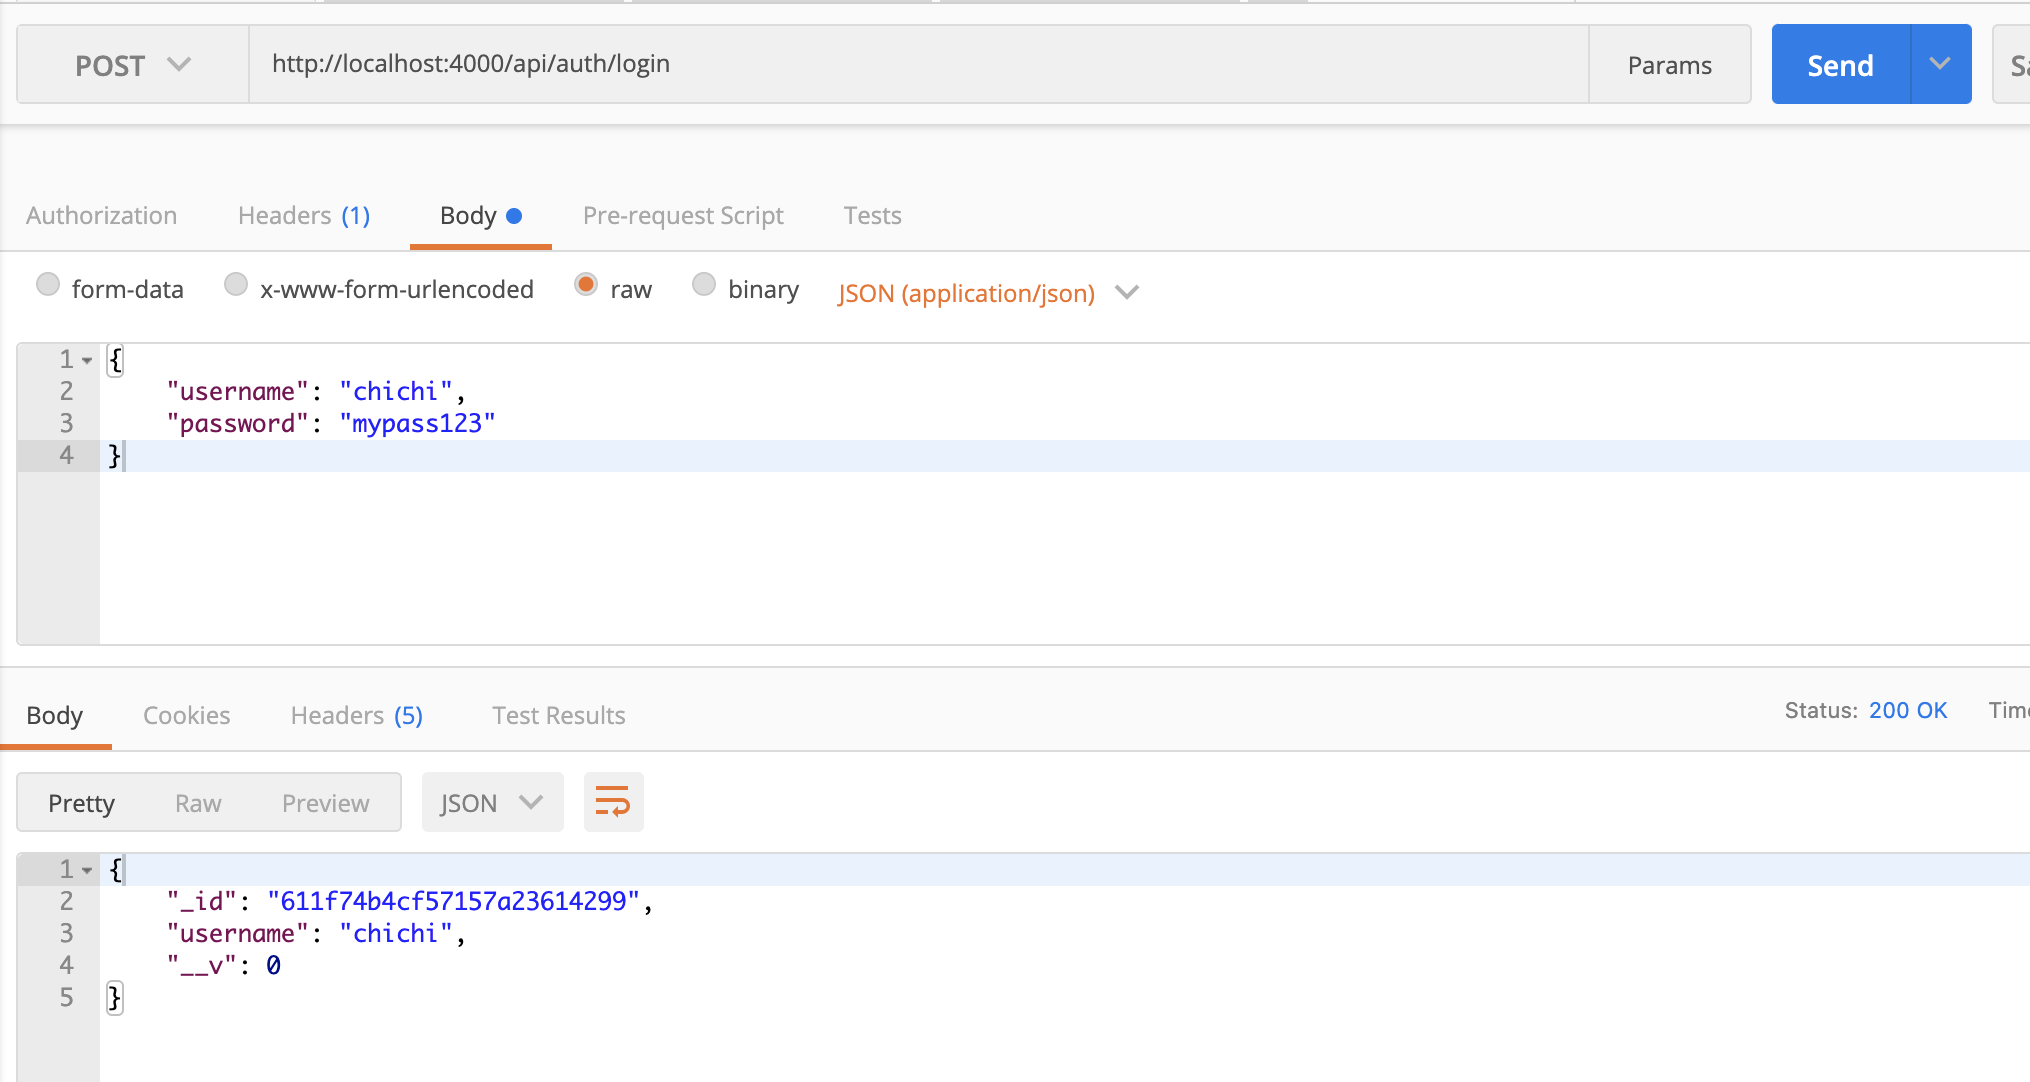 POST http://localhost:4000/api/auth/login Params Send
Authorization Headers (1) Body Pre-request Script Tests
form-data x-www-form-urlencoded raw binary JSON (application/json)
1 {
2 "username": "chichi",
3 "password": "mypass123"
4 }
Body Cookies Headers (5) Test Results Status: 200 OK
Pretty Raw Preview JSON
1 {
2 "_id": "611f74b4cf57157a23614299",
3 "username": "chichi",
4 "__v": 0
5 }